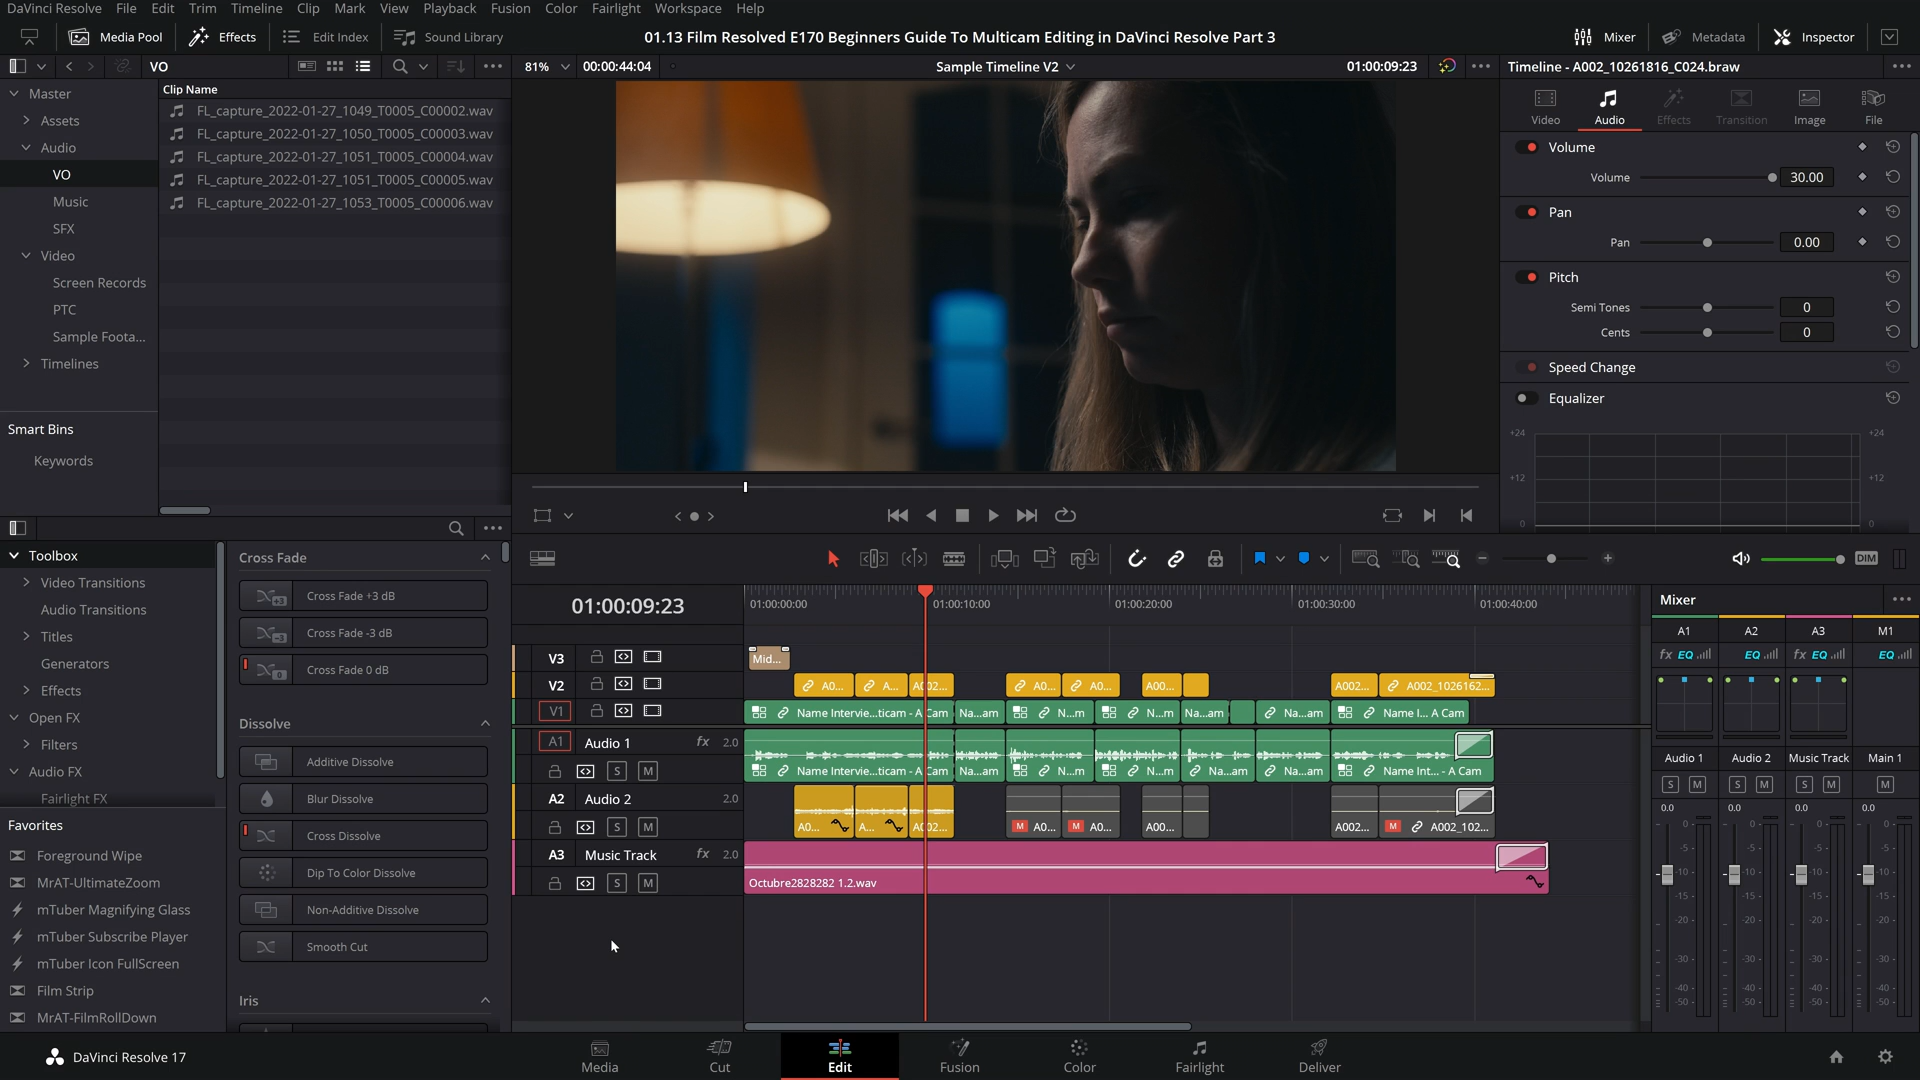 DaVinci Resolve File Edit Trim Timeline Clip Mark View Playback Fusion Color Fairlight Workspace Help
Media Pool Effects Edit Index Sound Library 01.13 Film Resolved E170 Beginners Guide To Multicam Editing in DaVinci Resolve Part 3 Mixer Metadata Inspector
VO 81% 00:00:44:04 Sample Timeline V2 01:00:09:23 Timeline - A002_10261816_C024.braw
Master
Assets
Audio
VO
Music
SFX
Video
Screen Records
PTC
Sample Foota...
Timelines
Smart Bins
Keywords
Clip Name
FL_capture_2022-01-27_1049_T0005_C00002.wav
FL_capture_2022-01-27_1050_T0005_C00003.wav
FL_capture_2022-01-27_1051_T0005_C00004.wav
FL_capture_2022-01-27_1051_T0005_C00005.wav
FL_capture_2022-01-27_1053_T0005_C00006.wav
Video Audio Effects Transition Image File
Volume
Volume 30.00
Pan
Pan 0.00
Pitch
Semi Tones 0
Cents 0
Speed Change
Equalizer
+24 +24
+12 +12
0 0
Toolbox
Video Transitions
Audio Transitions
Titles
Generators
Effects
Open FX
Filters
Audio FX
Fairlight FX
Favorites
Foreground Wipe
MrAT-UltimateZoom
mTuber Magnifying Glass
mTuber Subscribe Player
mTuber Icon FullScreen
Film Strip
MrAT-FilmRollDown
Cross Fade
+3 Cross Fade +3 dB
-3 Cross Fade -3 dB
0 Cross Fade 0 dB
Dissolve
Additive Dissolve
Blur Dissolve
Cross Dissolve
Dip To Color Dissolve
Non-Additive Dissolve
Smooth Cut
Iris
DIM
01:00:09:23 01:00:00:00 01:00:10:00 01:00:20:00 01:00:30:00 01:00:40:00
V3 Mid...
V2 A0... A... A002... A0... A0... A00... A002... A002_1026162...
V1 Name Intervie...ticam - A Cam Na...am N...m N...m Na...am Na...am Name I... A Cam
A1 Audio 1 fx 2.0
S M Name Intervie...ticam - A Cam Na...am N...m N...m Na...am Na...am Name Int... - A Cam
A2 Audio 2 2.0
S M A0... A... A002... M A0... M A0... A00... A002... M A002_102...
A3 Music Track fx 2.0
S M Octubre2828282 1.2.wav
Mixer
A1 A2 A3 M1
fx EQ EQ fx EQ EQ
Audio 1 Audio 2 Music Track Main 1
S M S M S M M
0.0 0.0 0.0 0.0
0 0 0 0
-5 -5 -5 -5
-10 -10 -10 -10
-15 -15 -15 -15
-20 -20 -20 -20
-30 -30 -30 -30
-40 -40 -40 -40
-50 -50 -50 -50
DaVinci Resolve 17 Media Cut Edit Fusion Color Fairlight Deliver